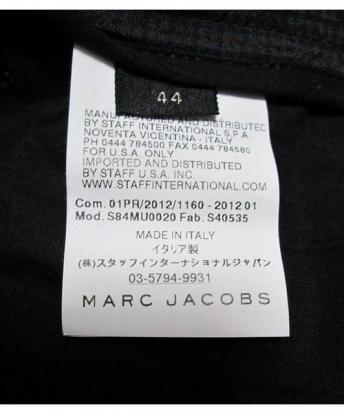 44
MANUFACTURED AND DISTRIBUTED
BY STAFF INTERNATIONAL S.P.A.
NOVENTA VICENTINA - ITALY
PH 0444 784500 FAX 0444 784580
FOR U.S.A. ONLY
IMPORTED AND DISTRIBUTED
BY STAFF U.S.A. INC.
WWW.STAFFINTERNATIONAL.COM
Com. 01PR/2012/1160 - 2012 01
Mod. S84MU0020 Fab. S40535
MADE IN ITALY
イタリア製
(株)スタッフインターナショナルジャパン
03-5794-9931
MARC JACOBS